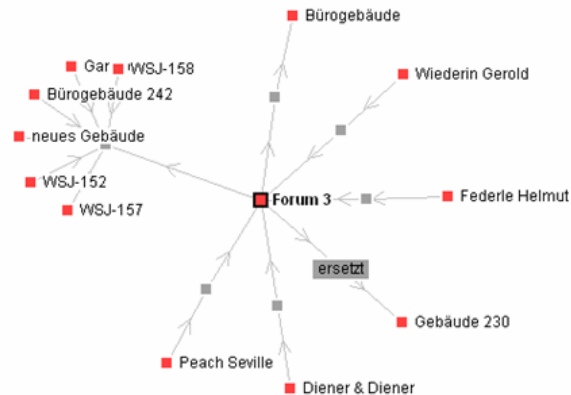 Bürogebäude
Gar
WSJ-158
Wiederin Gerold
Bürogebäude 242
neues Gebäude
WSJ-152
Forum 3
Federle Helmut
WSJ-157
ersetzt
Gebäude 230
Peach Seville
Diener & Diener